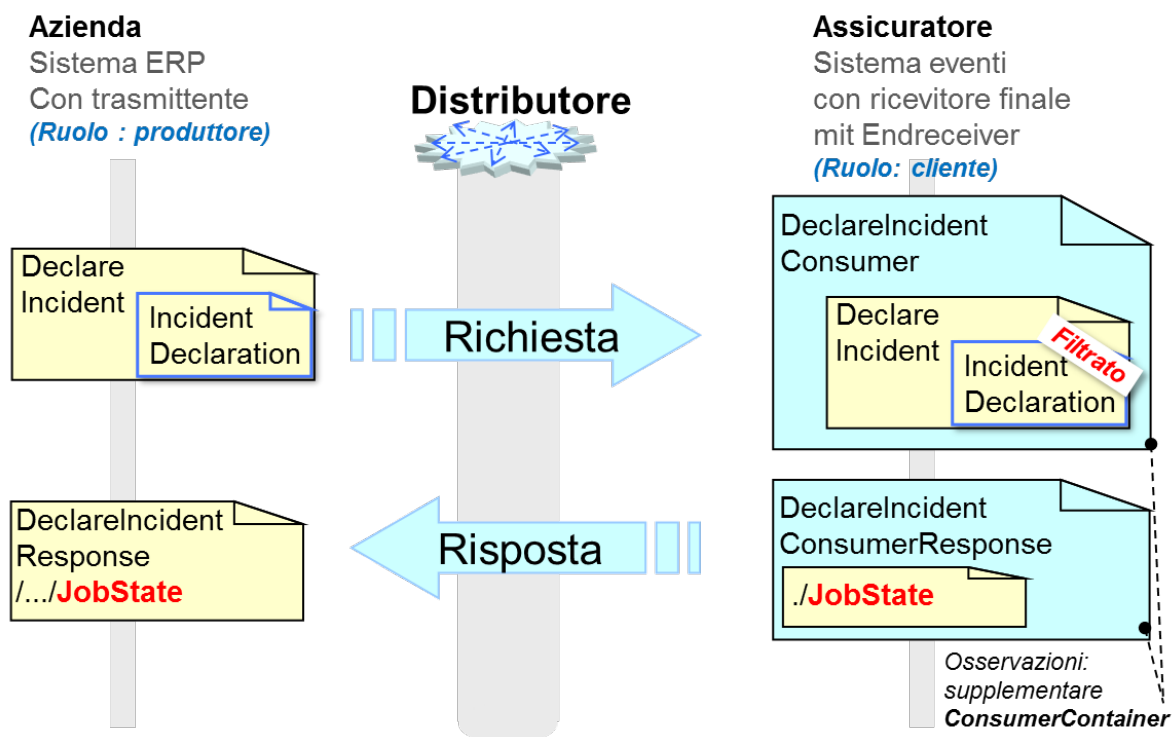 Azienda
Sistema ERP
Con trasmittente
(Ruolo : produttore)
Distributore
Assicuratore
Sistema eventi
con ricevitore finale
mit Endreceiver
(Ruolo: cliente)
Declare
Incident
Incident
Declaration
Richiesta
DeclareIncident
Consumer
Declare
Incident
Filtrato
Incident
Declaration
DeclareIncident
Response
/.../JobState
Risposta
DeclareIncident
ConsumerResponse
./JobState
Osservazioni:
supplementare
ConsumerContainer